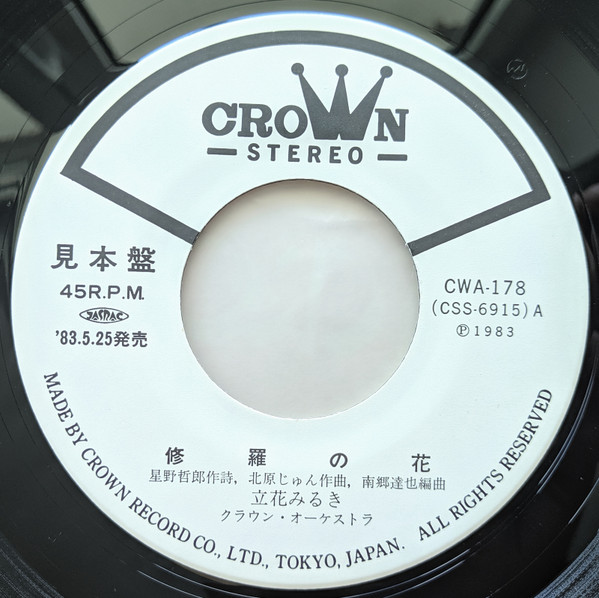 CROWN
STEREO
見本盤
45R.P.M.
JASRAC
'83.5.25発売
CWA-178
(CSS-6915)A
Ⓟ1983
修羅の花
星野哲郎作詩, 北原じゅん作曲, 南郷達也編曲
立花みるき
クラウン・オーケストラ
MADE BY CROWN RECORD CO., LTD., TOKYO, JAPAN. ALL RIGHTS RESERVED